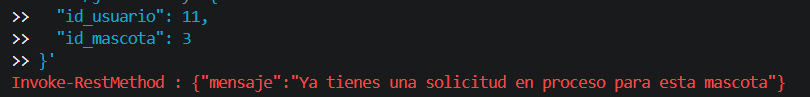 >>   "id_usuario": 11,
>>   "id_mascota": 3
>> }'
Invoke-RestMethod : {"mensaje":"Ya tienes una solicitud en proceso para esta mascota"}